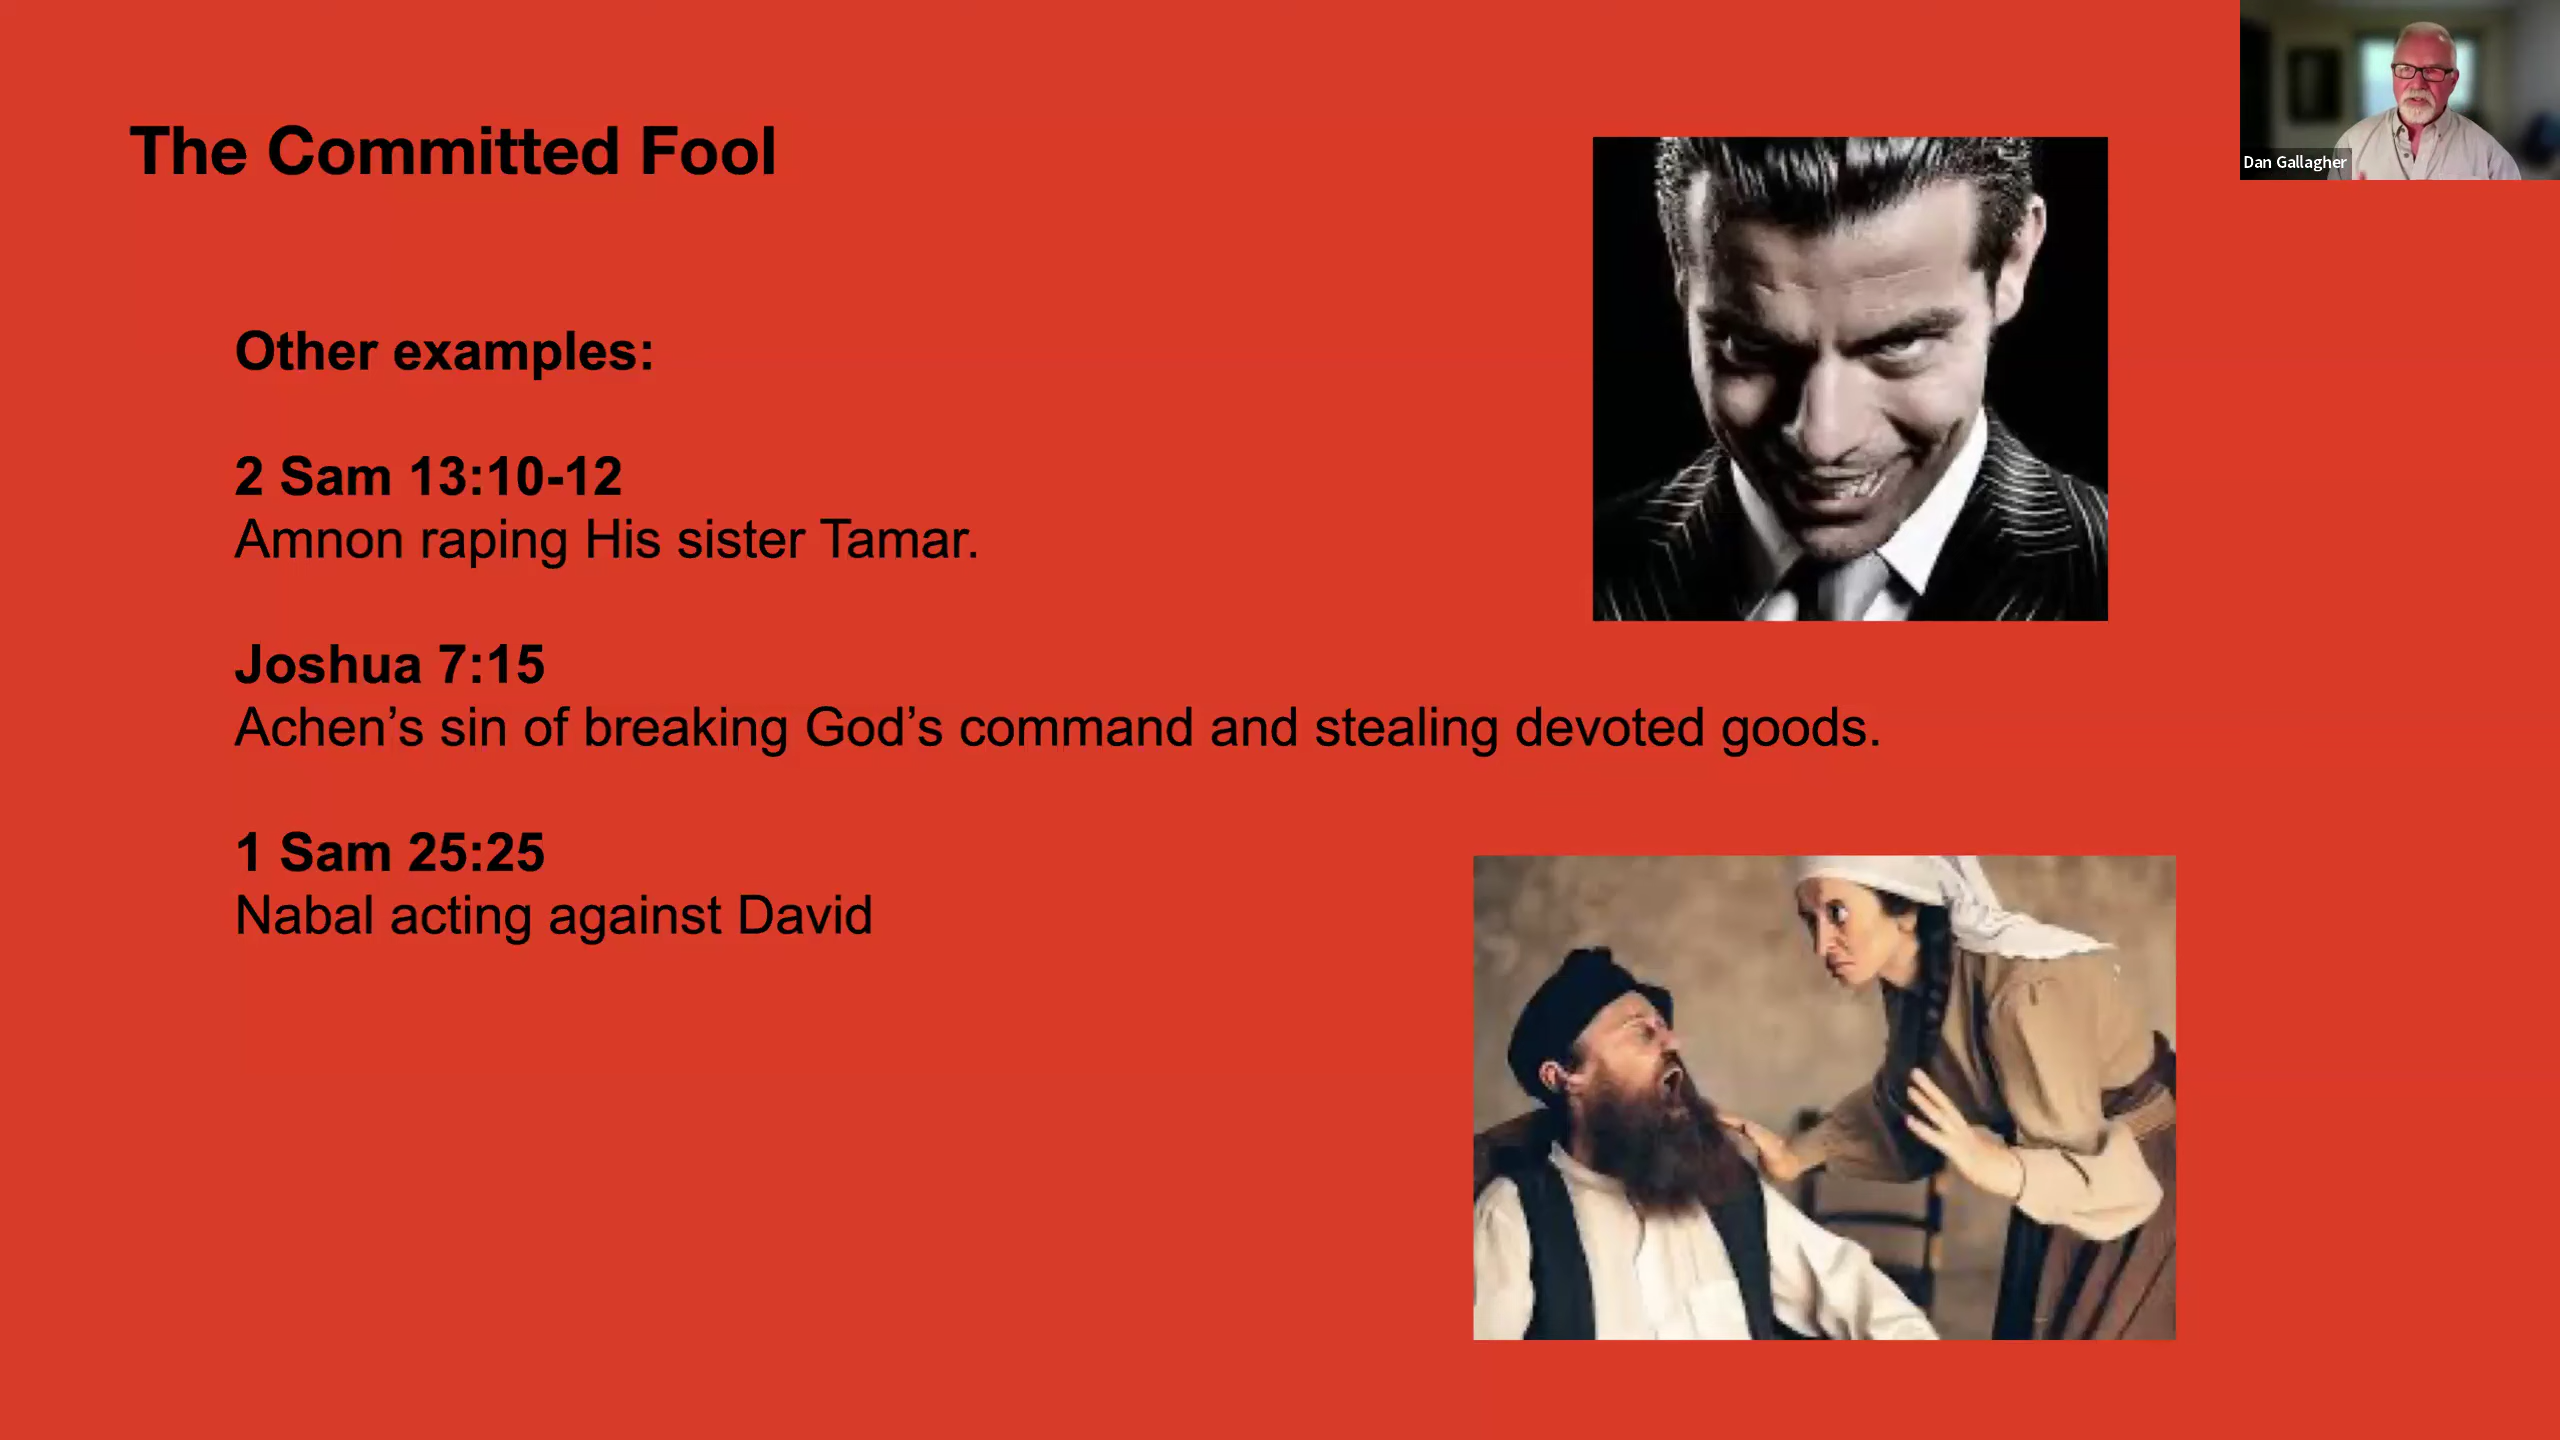 The Committed Fool
Other examples:
2 Sam 13:10-12
Amnon raping His sister Tamar.
Joshua 7:15
Achen’s sin of breaking God’s command and stealing devoted goods.
1 Sam 25:25
Nabal acting against David
Dan Gallagher